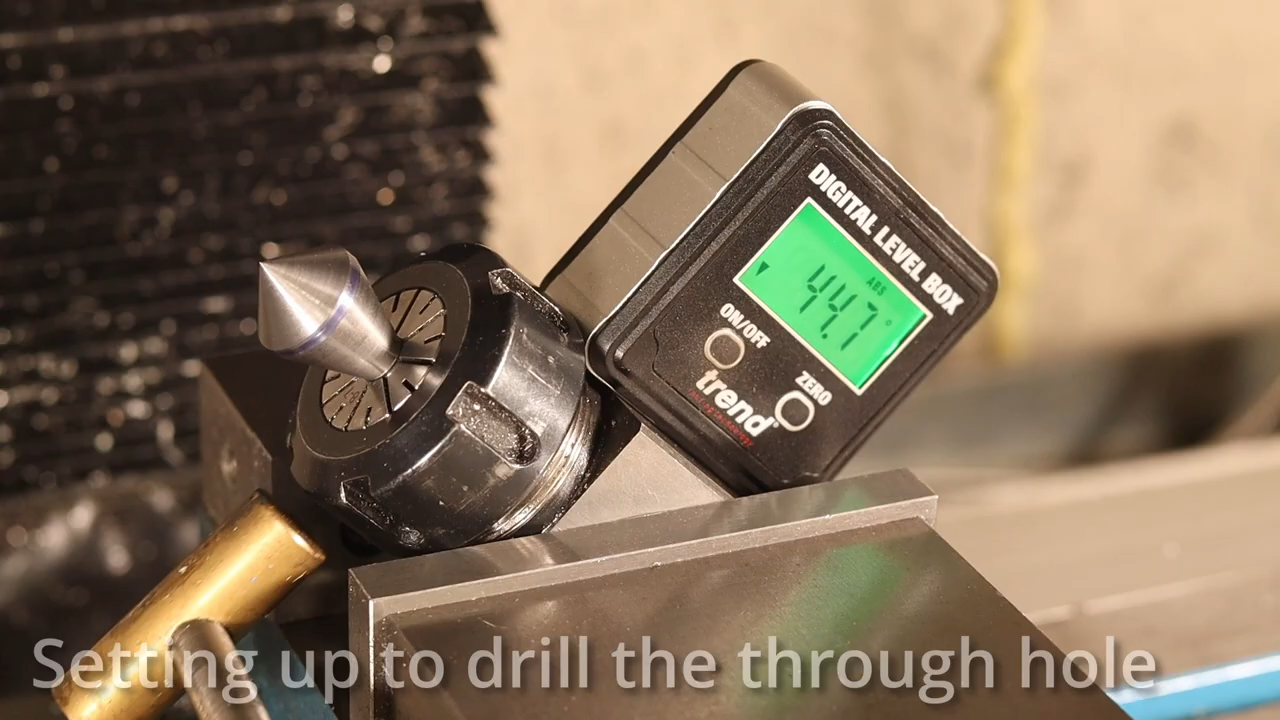 DIGITAL LEVEL BOX
ABS
44.7°
ON/OFF
ZERO
trend®
Setting up to drill the through hole